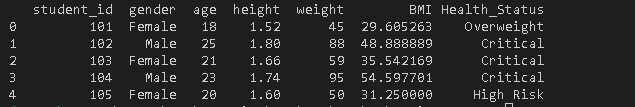 student_id gender age height weight BMI Health_Status
0 101 Female 18 1.52 45 29.605263 Overweight
1 102 Male 25 1.80 88 48.888889 Critical
2 103 Female 21 1.66 59 35.542169 Critical
3 104 Male 23 1.74 95 54.597701 Critical
4 105 Female 20 1.60 50 31.250000 High Risk